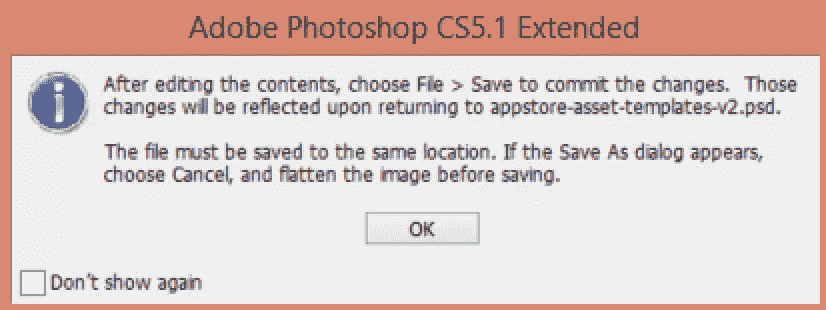 Adobe Photoshop CS5.1 Extended
After editing the contents, choose File > Save to commit the changes.  Those
changes will be reflected upon returning to appstore-asset-templates-v2.psd.
The file must be saved to the same location. If the Save As dialog appears,
choose Cancel, and flatten the image before saving.
OK
Don't show again